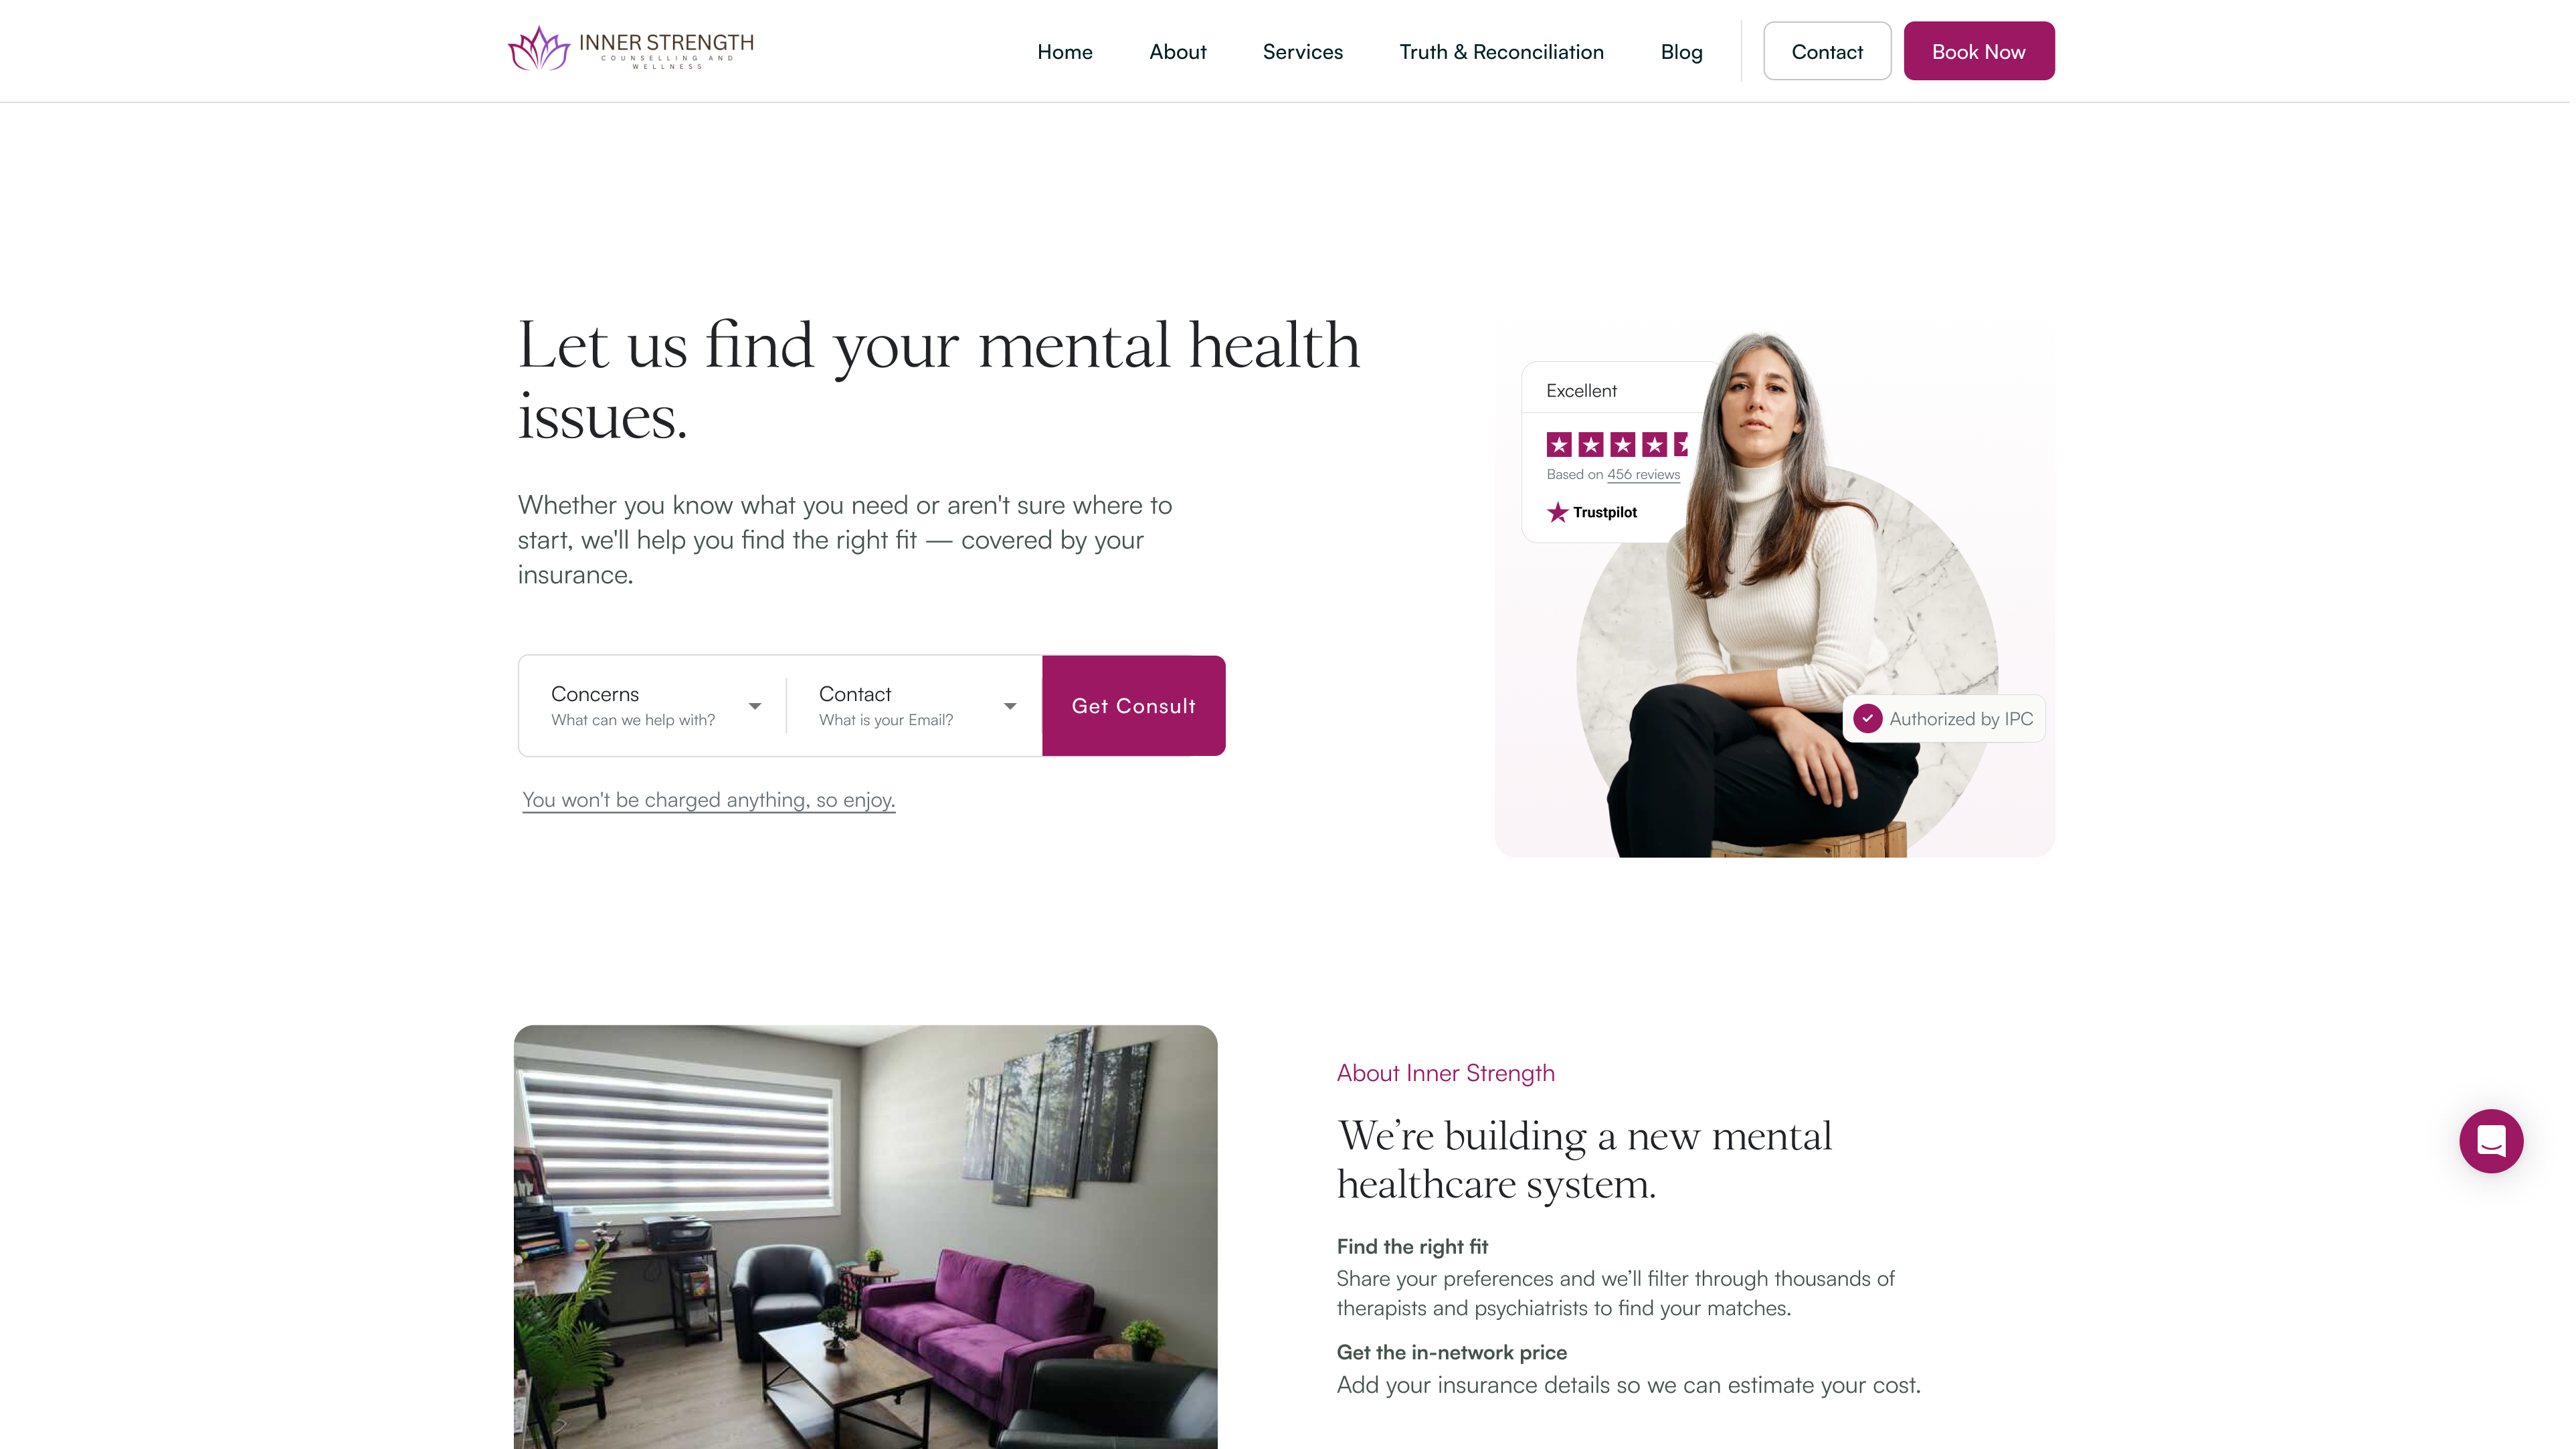 INNER STRENGTH
COUNSELLING AND
WELLNESS
Home
About
Services
Truth & Reconciliation
Blog
Contact
Book Now
Let us find your mental health
issues.
Whether you know what you need or aren't sure where to
start, we'll help you find the right fit — covered by your
insurance.
Concerns
What can we help with?
Contact
What is your Email?
Get Consult
You won't be charged anything, so enjoy.
Excellent
Based on 456 reviews
Trustpilot
Authorized by IPC
About Inner Strength
We’re building a new mental
healthcare system.
Find the right fit
Share your preferences and we’ll filter through thousands of
therapists and psychiatrists to find your matches.
Get the in-network price
Add your insurance details so we can estimate your cost.